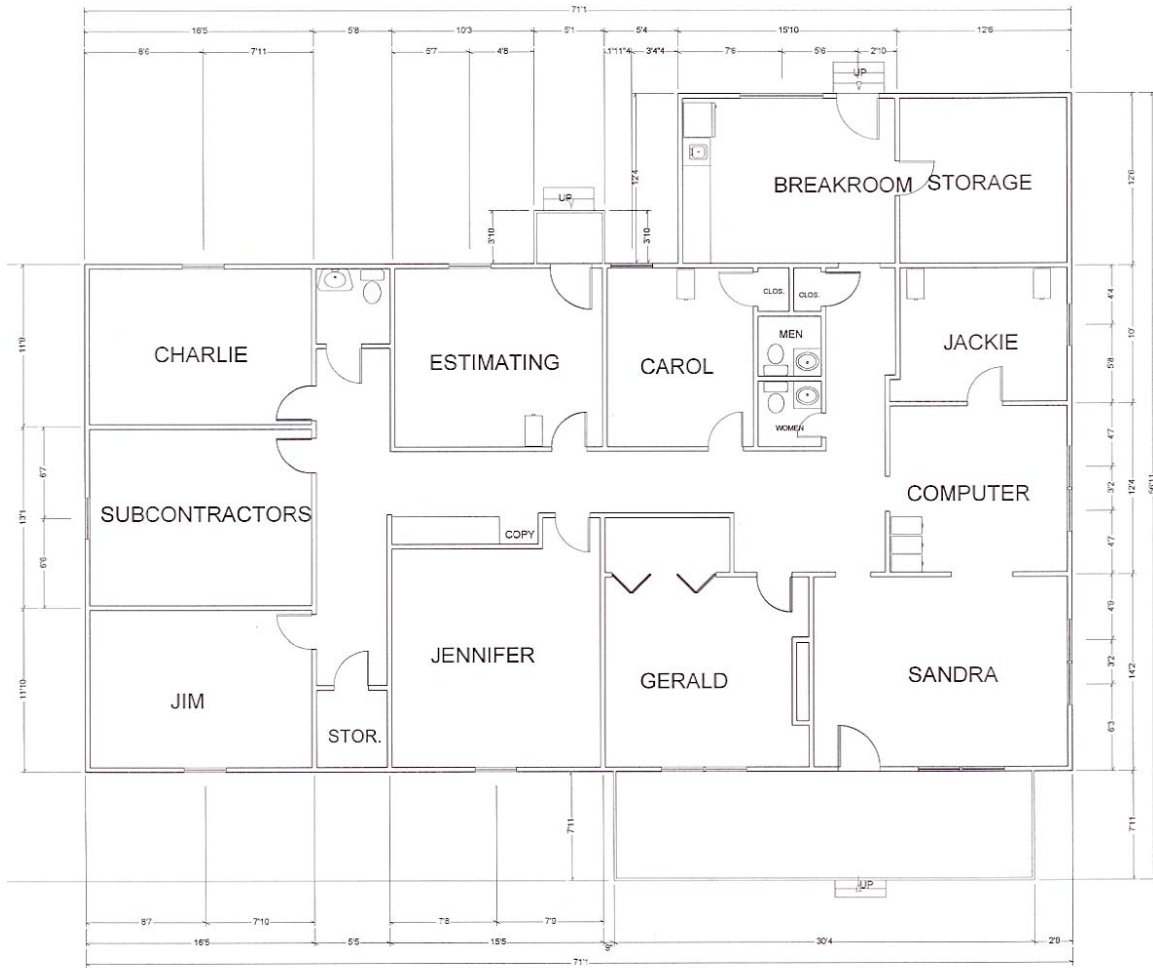 71'1
16'5 5'8 10'3 5'1 5'4 15'10 12'6
8'6 7'11 5'7 4'8 1'11"4 3'4"4 7'6 5'6 2'10
UP
BREAKROOM STORAGE
12'4
12'6
UP
3'10 3'10
CLOS. CLOS.
MEN
CHARLIE ESTIMATING CAROL JACKIE
WOMEN
11'9
4'4
10'
5'8
SUBCONTRACTORS COMPUTER
COPY
6'7
13'1
6'6
4'7
3'2
12'4
4'7
56'11
JIM JENNIFER GERALD SANDRA
STOR.
11'10
4'9
3'2
14'2
6'3
7'11 7'11
UP
8'7 7'10 7'8 7'9
16'5 5'5 15'5 30'4 2'9
71'1